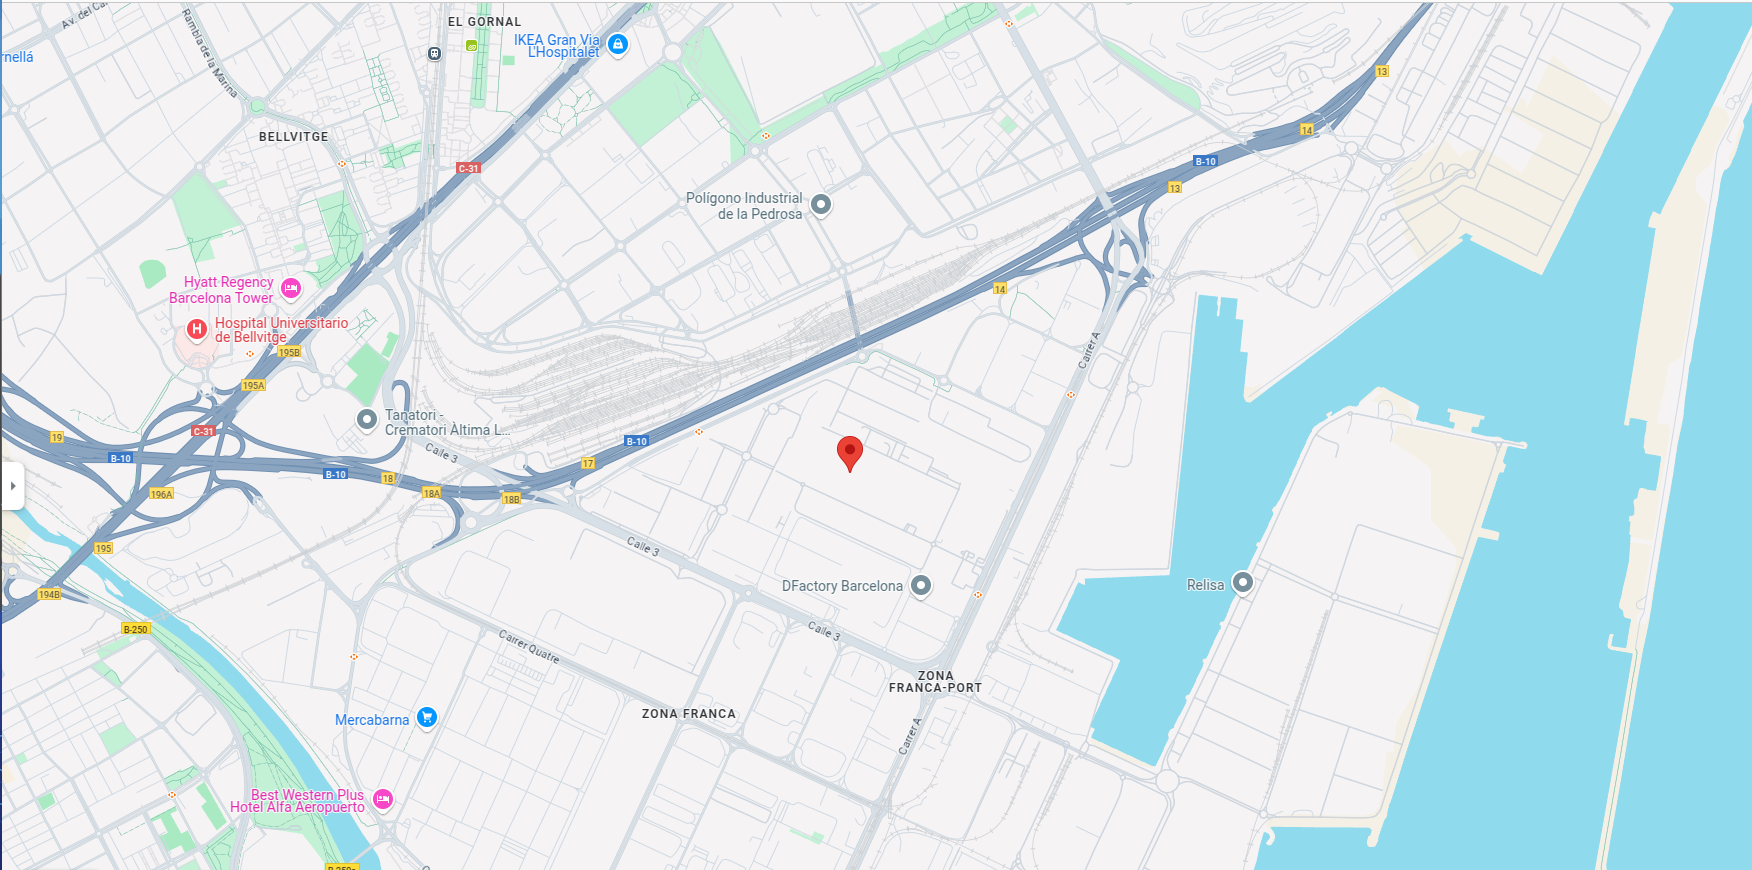 Av. del Ca
Rambla de la Marina
EL GORNAL
IKEA Gran Via
L'Hospitalet
rnellá
13
14
BELLVITGE
C-31
B-10
13
Polígono Industrial
de la Pedrosa
Hyatt Regency
Barcelona Tower
14
Hospital Universitario
de Bellvitge
195B
Carrer A
195A
Tanatori -
Crematori Àltima L...
C-31
19
B-10
B-10
Calle 3
B-10
17
18
196A
18A
18B
195
Calle 3
DFactory Barcelona
Relisa
194B
B-250
Calle 3
Carrer Quatre
ZONA
FRANCA-PORT
ZONA FRANCA
Mercabarna
Carrer A
Best Western Plus
Hotel Alfa Aeropuerto